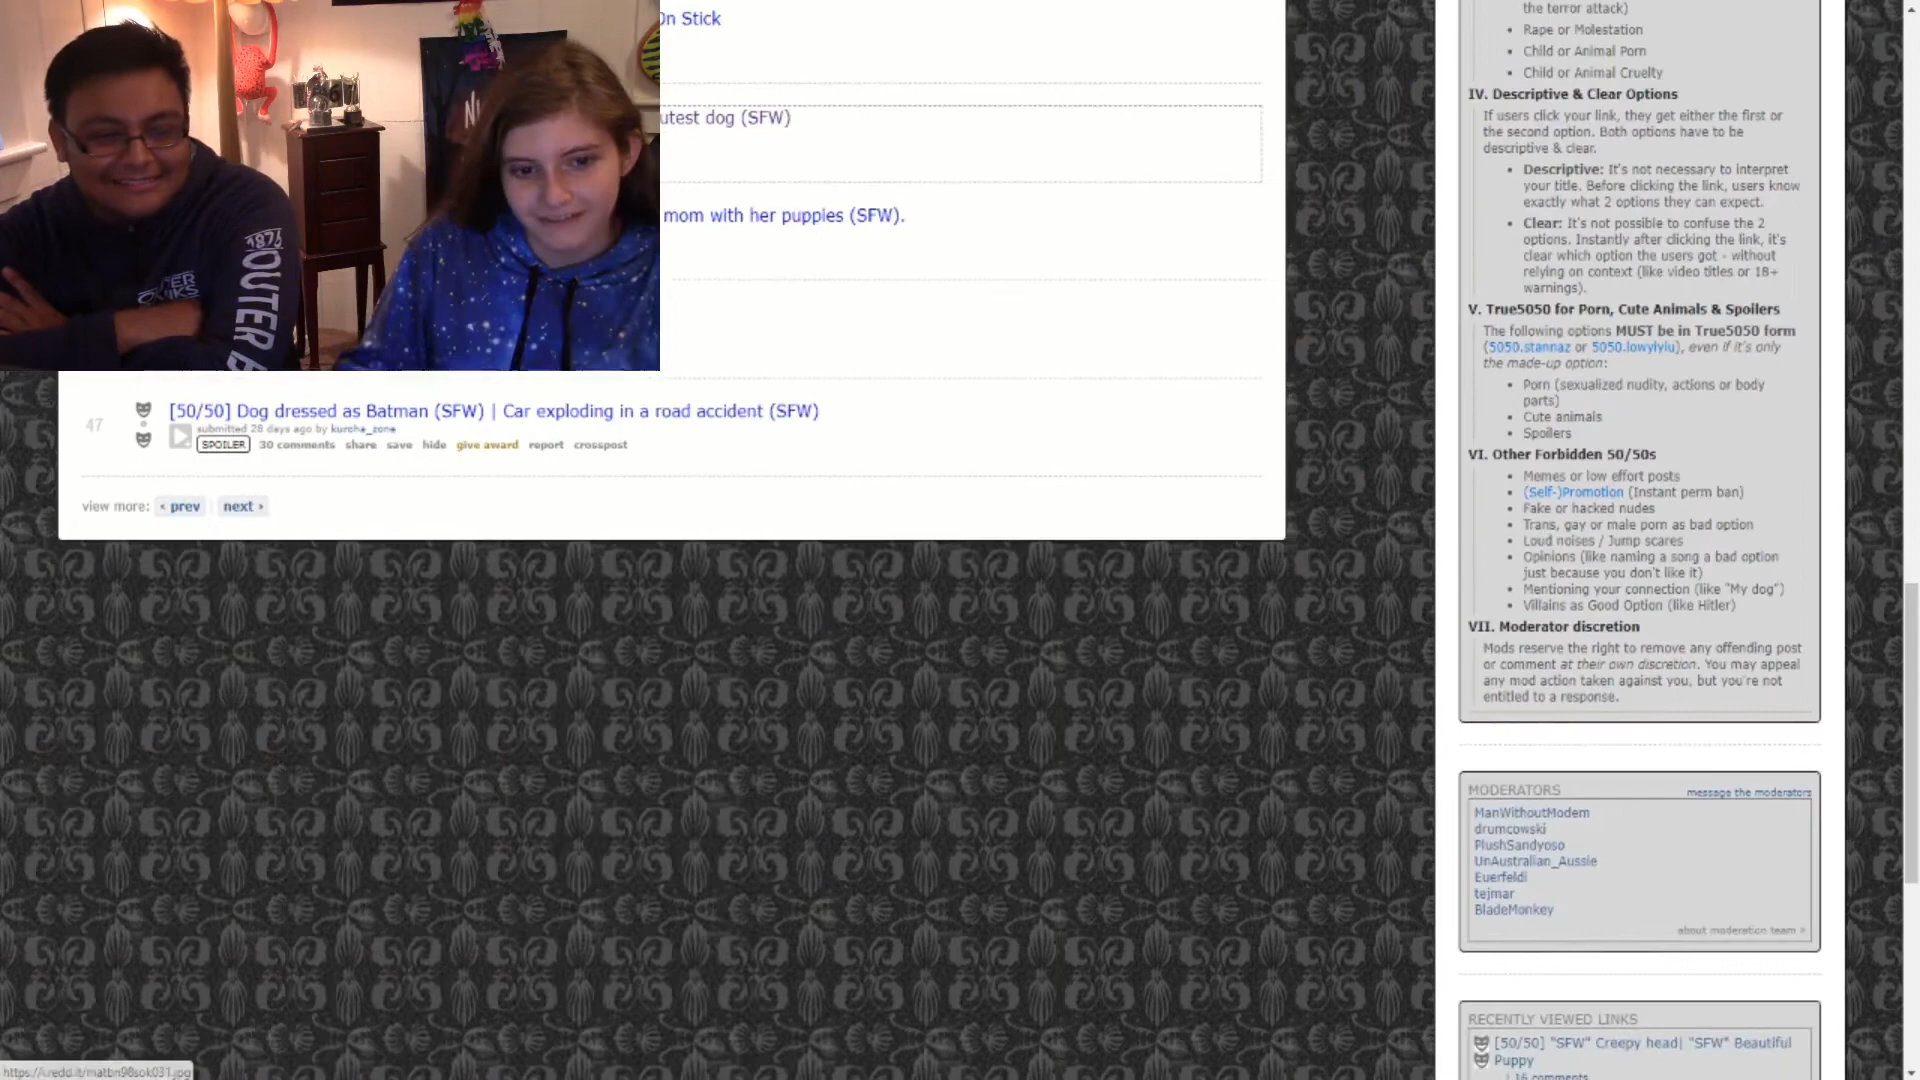 On Stick
utest dog (SFW)
mom with her puppies (SFW).
1875
OUTER B
OUTER
BANKS
47
[50/50] Dog dressed as Batman (SFW) | Car exploding in a road accident (SFW)
submitted 28 days ago by kuroha_zone
SPOILER 30 comments share save hide give award report crosspost
view more: ‹ prev next ›
https://i.redd.it/matbn98sok031.jpg
the terror attack)
• Rape or Molestation
• Child or Animal Porn
• Child or Animal Cruelty
IV. Descriptive & Clear Options
If users click your link, they get either the first or
the second option. Both options have to be
descriptive & clear.
• Descriptive: It's not necessary to interpret
your title. Before clicking the link, users know
exactly what 2 options they can expect.
• Clear: It's not possible to confuse the 2
options. Instantly after clicking the link, it's
clear which option the users got - without
relying on context (like video titles or 18+
warnings).
V. True5050 for Porn, Cute Animals & Spoilers
The following options MUST be in True5050 form
(5050.stannaz or 5050.lowyiyiu), even if it's only
the made-up option:
• Porn (sexualized nudity, actions or body
parts)
• Cute animals
• Spoilers
VI. Other Forbidden 50/50s
• Memes or low effort posts
• (Self-)Promotion (Instant perm ban)
• Fake or hacked nudes
• Trans, gay or male porn as bad option
• Loud noises / Jump scares
• Opinions (like naming a song a bad option
just because you don't like it)
• Mentioning your connection (like "My dog")
• Villains as Good Option (like Hitler)
VII. Moderator discretion
Mods reserve the right to remove any offending post
or comment at their own discretion. You may appeal
any mod action taken against you, but you're not
entitled to a response.
MODERATORS message the moderators
ManWithoutModem
drumcowski
PlushSandyoso
UnAustralian_Aussie
Euerfeldi
tejmar
BladeMonkey
about moderation team »
RECENTLY VIEWED LINKS
[50/50] "SFW" Creepy head| "SFW" Beautiful
Puppy
16 comments